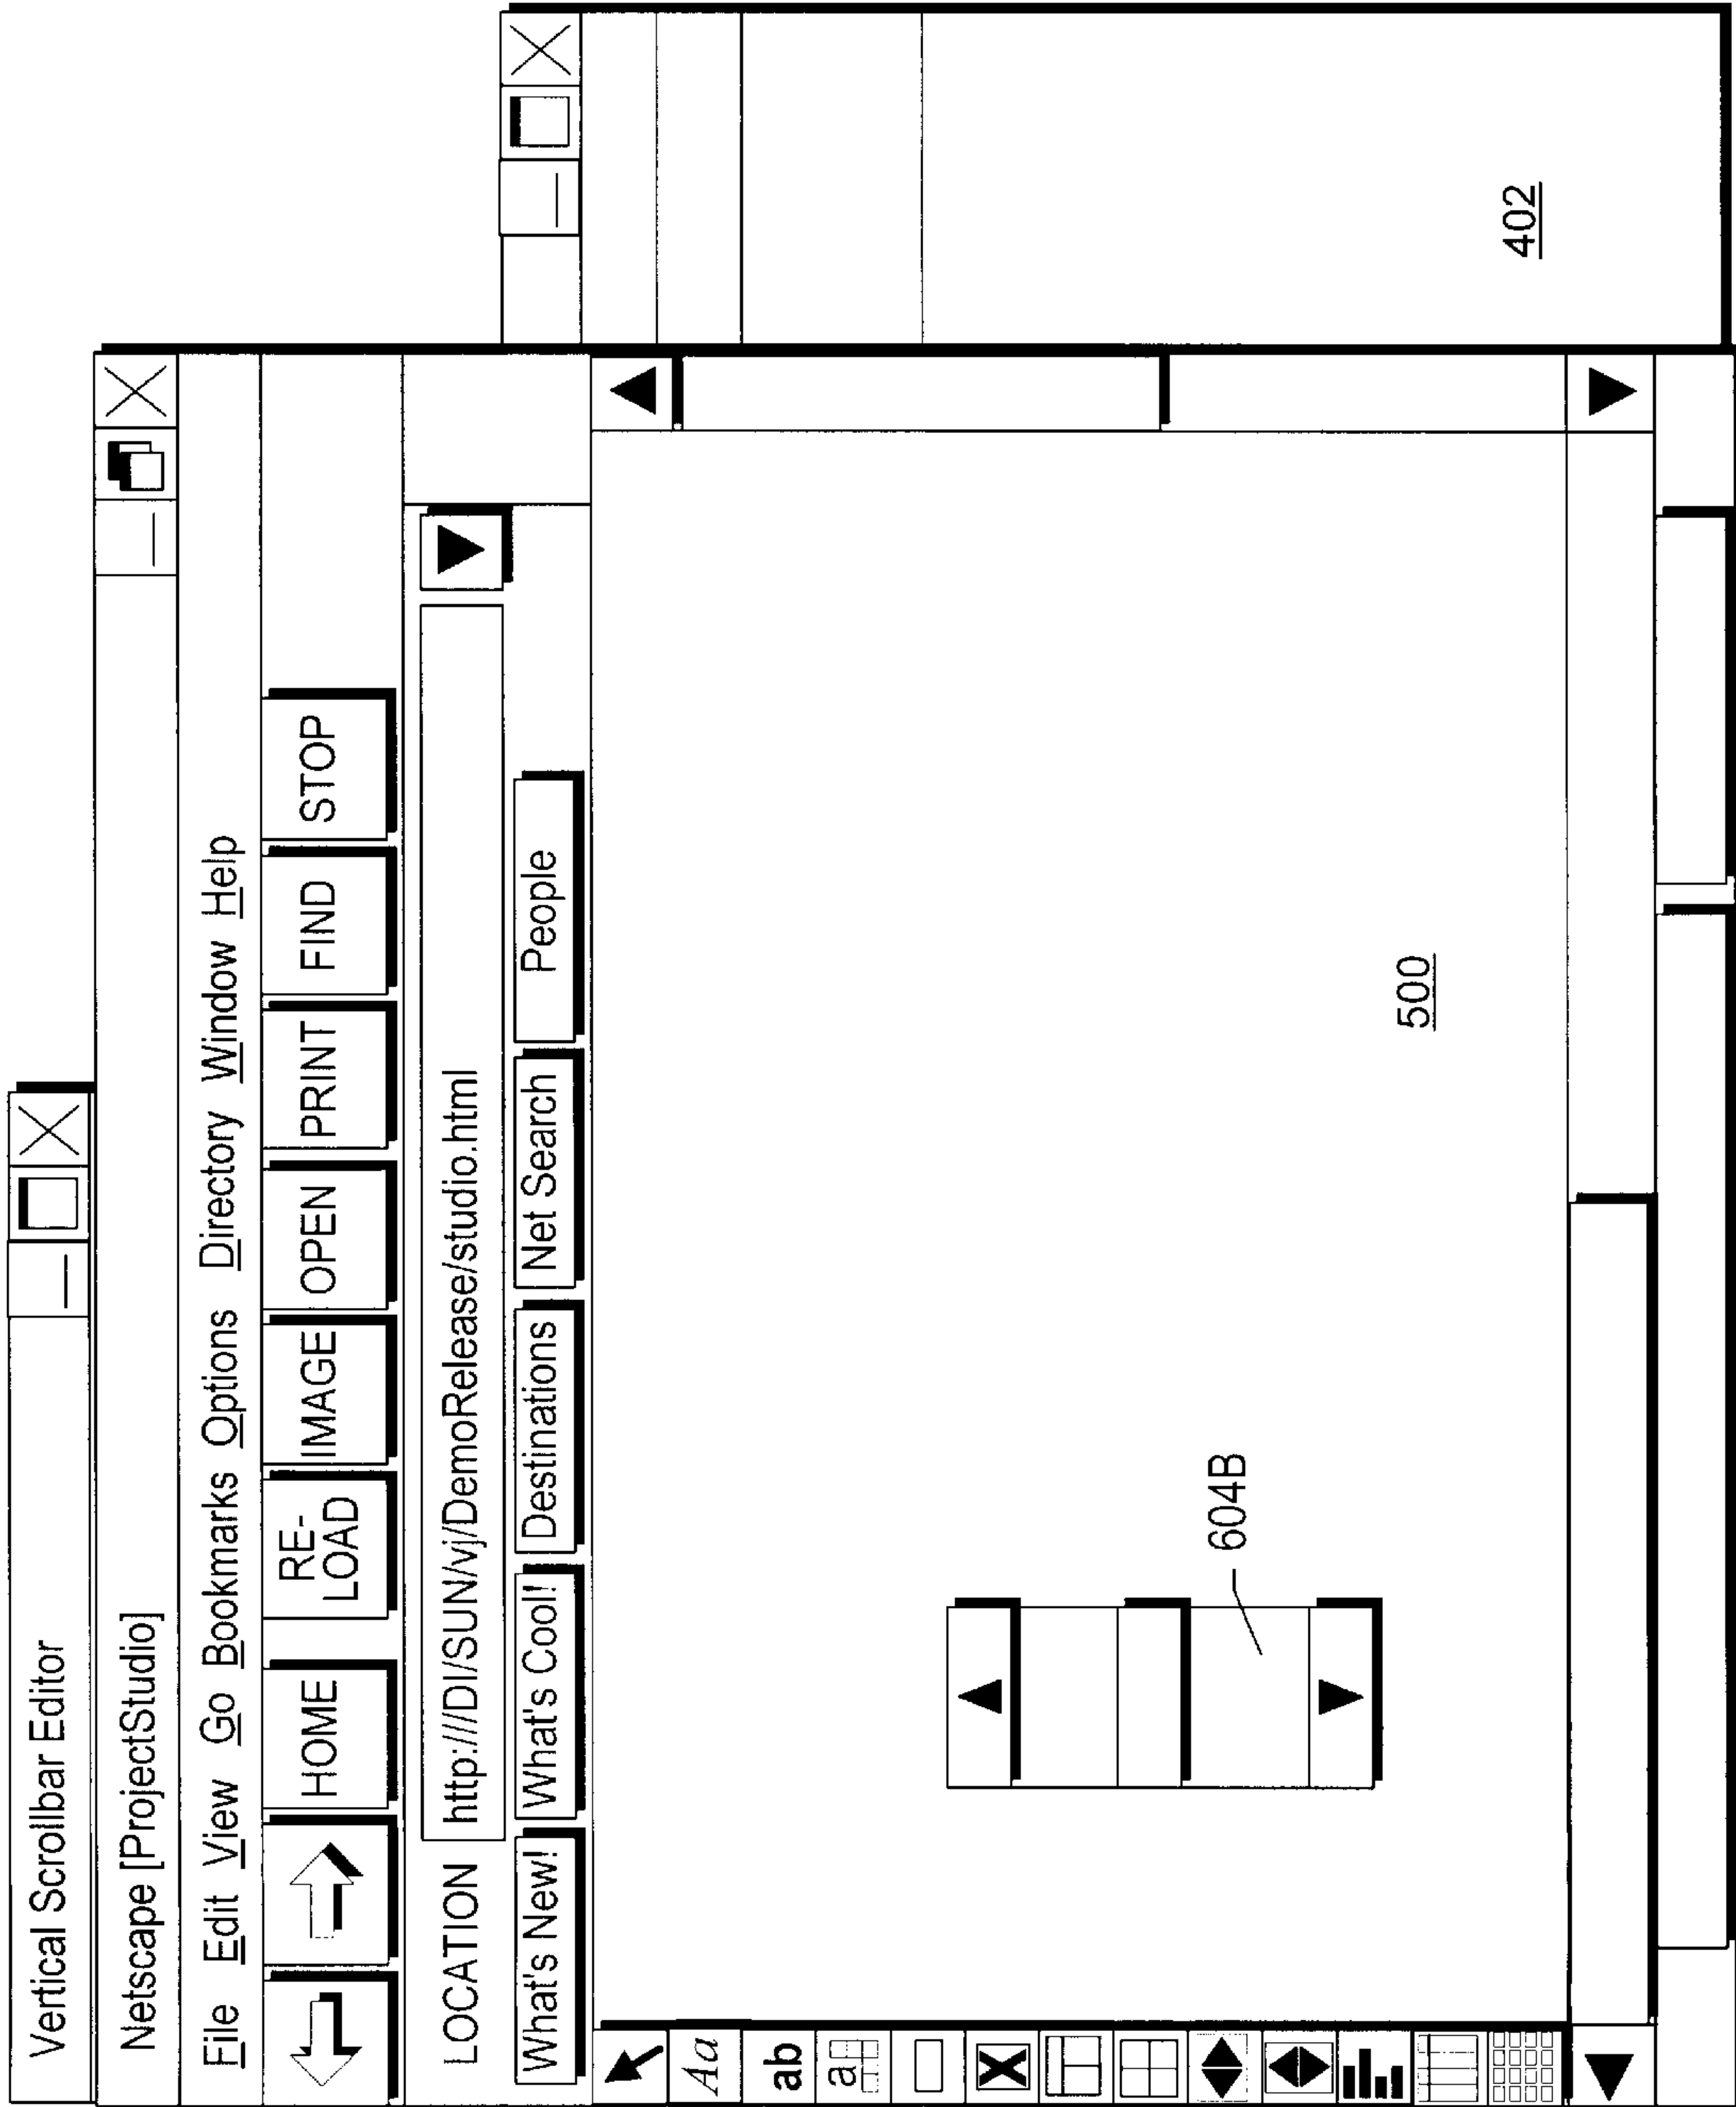 Vertical Scrollbar Editor
Netscape [ProjectStudio]
File Edit View Go Bookmarks Options Directory Window Help
HOME
RE-
LOAD
IMAGE
OPEN
PRINT
FIND
STOP
LOCATION http://DI/SUN/vj/DemoRelease/studio.html
What's New!
What's Cool!
Destinations
Net Search
People
Aa
ab
a
604B
500
402